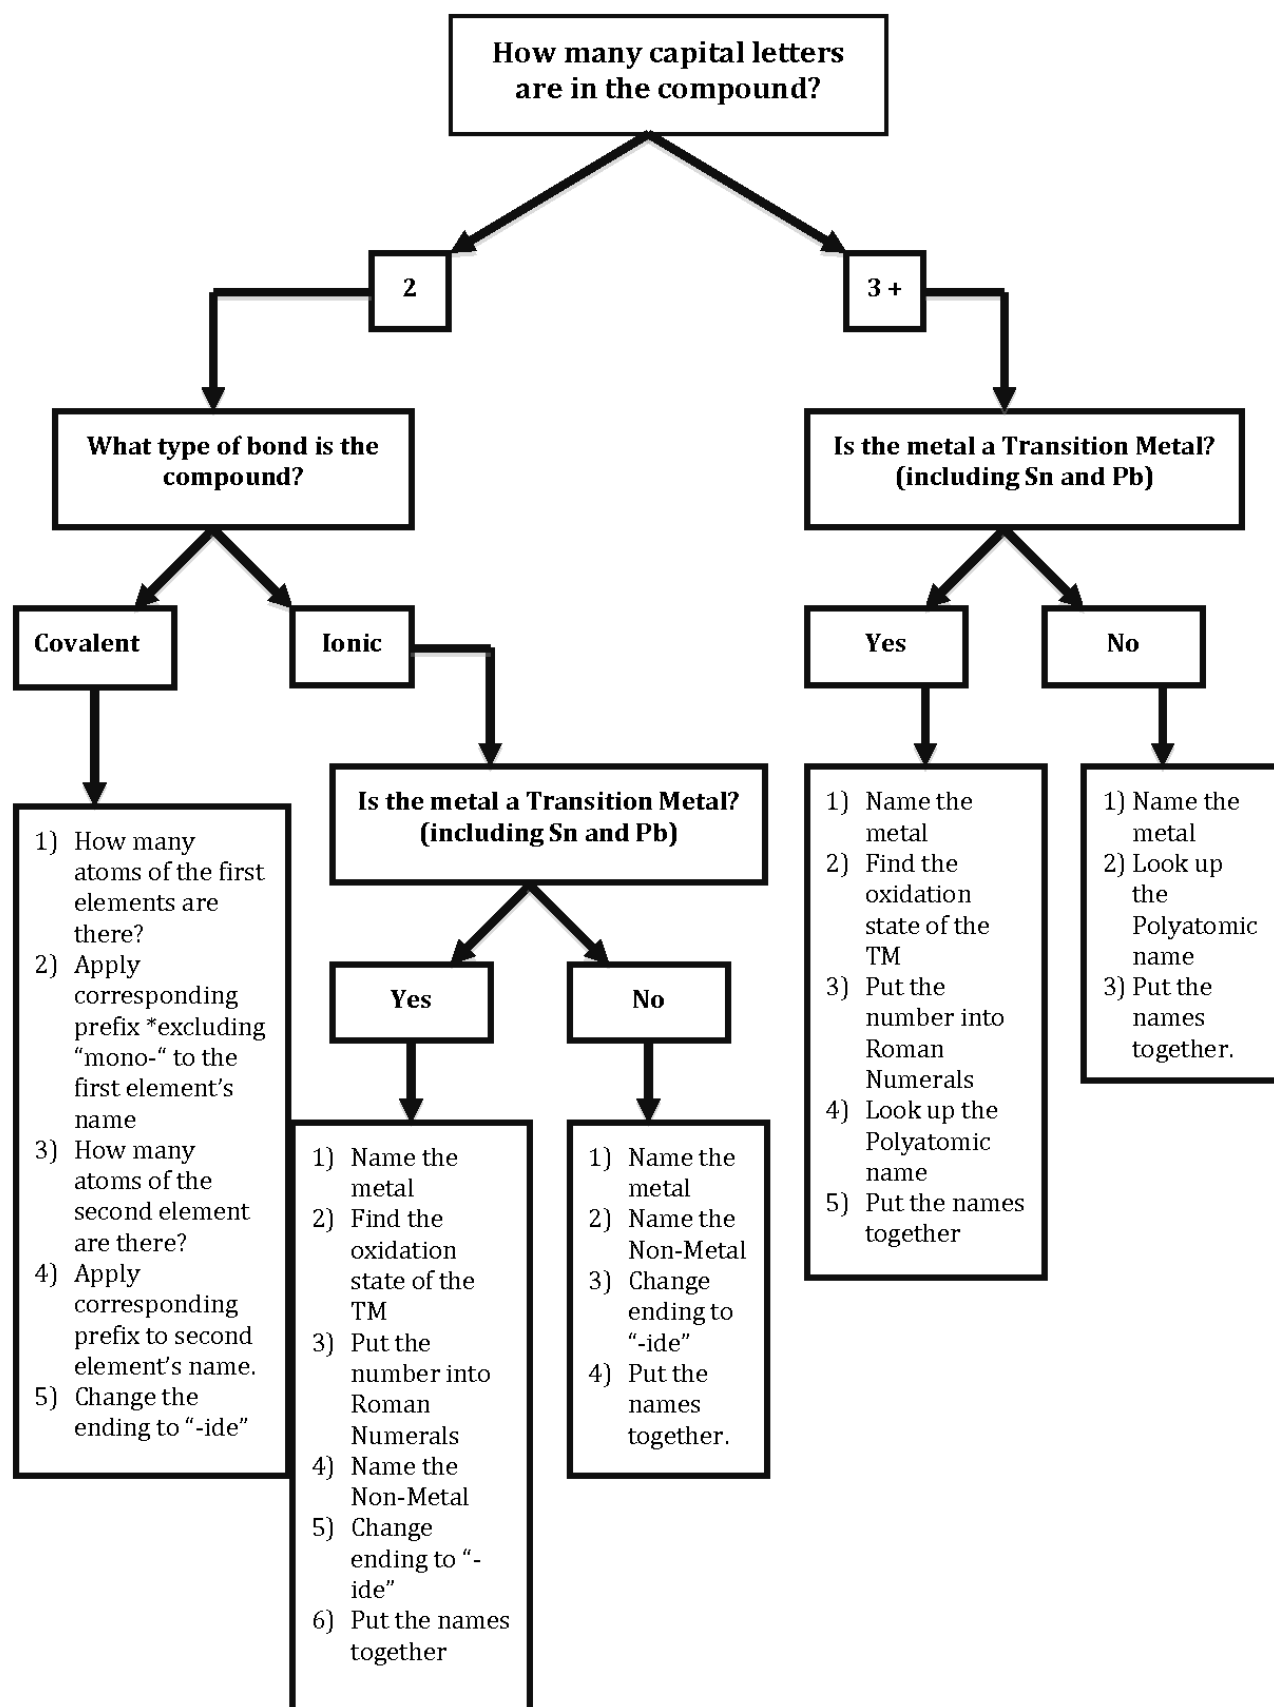 How many capital letters
are in the compound?
2
3 +
What type of bond is the
compound?
Is the metal a Transition Metal?
(including Sn and Pb)
Covalent
Ionic
Yes
No
1) How many
atoms of the first
elements are
there?
2) Apply
corresponding
prefix *excluding
“mono-“ to the
first element’s
name
3) How many
atoms of the
second element
are there?
4) Apply
corresponding
prefix to second
element’s name.
5) Change the
ending to “-ide”
Is the metal a Transition Metal?
(including Sn and Pb)
Yes
No
1) Name the
metal
2) Find the
oxidation
state of the
TM
3) Put the
number into
Roman
Numerals
4) Name the
Non-Metal
5) Change
ending to “-
ide”
6) Put the names
together
1) Name the
metal
2) Name the
Non-Metal
3) Change
ending to
“-ide”
4) Put the
names
together.
1) Name the
metal
2) Find the
oxidation
state of the
TM
3) Put the
number into
Roman
Numerals
4) Look up the
Polyatomic
name
5) Put the names
together
1) Name the
metal
2) Look up
the
Polyatomic
name
3) Put the
names
together.